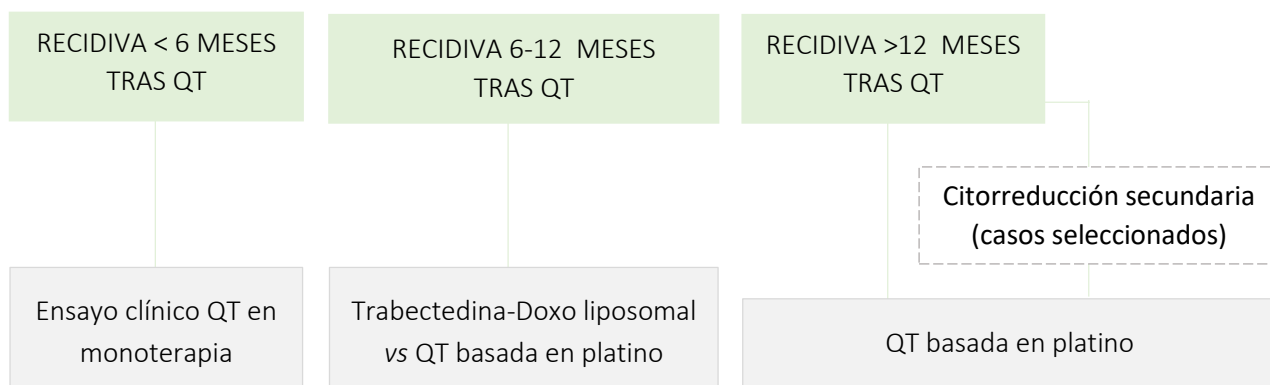 RECIDIVA < 6 MESES
TRAS QT
RECIDIVA 6-12 MESES
TRAS QT
RECIDIVA >12 MESES
TRAS QT
Citorreducción secundaria
(casos seleccionados)
Ensayo clínico QT en
monoterapia
Trabectedina-Doxo liposomal
vs QT basada en platino
QT basada en platino